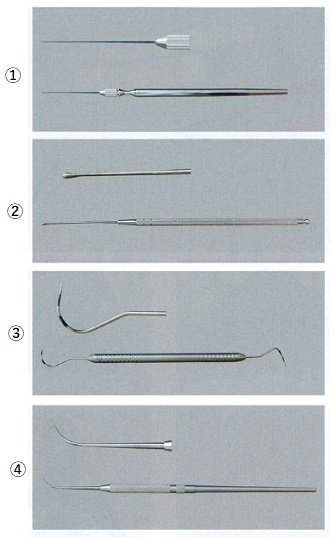 ①
②
③
④